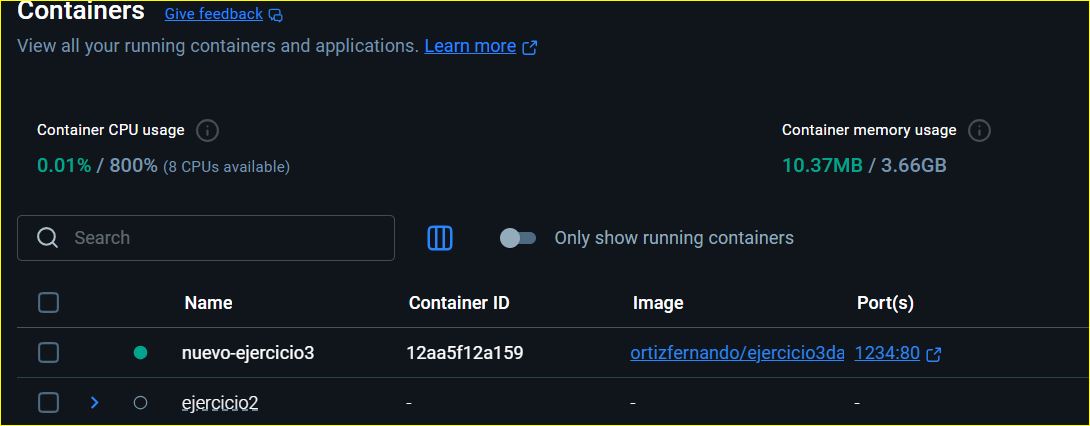 Containers Give feedback
View all your running containers and applications. Learn more
Container CPU usage
0.01% / 800% (8 CPUs available)
Container memory usage
10.37MB / 3.66GB
Search
Only show running containers
Name Container ID Image Port(s)
nuevo-ejercicio3 12aa5f12a159 ortizfernando/ejercicio3da 1234:80
ejercicio2 - - -